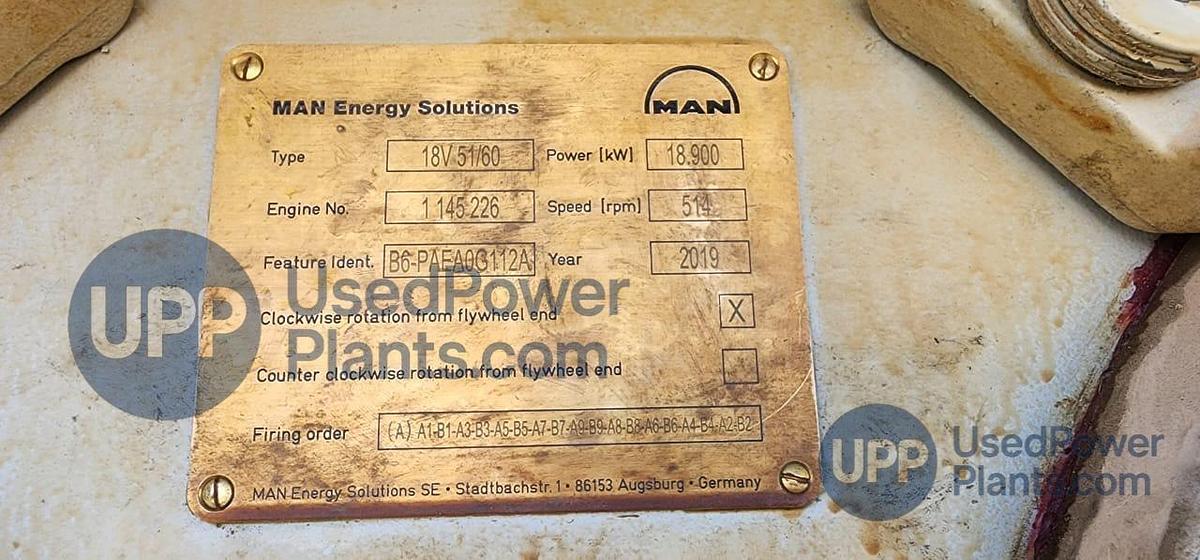 MAN Energy Solutions
MAN
Type 18V 51/60 Power [kW] 18.900
Engine No. 1 145 226 Speed [rpm] 514
Feature Ident. B6-PAEA0G112A Year 2019
Clockwise rotation from flywheel end X
Counter clockwise rotation from flywheel end
Firing order (A) A1-B1-A3-B3-A5-B5-A7-B7-A9-B9-A8-B8-A6-B6-A4-B4-A2-B2
MAN Energy Solutions SE • Stadtbachstr. 1 • 86153 Augsburg • Germany
UPP UsedPower
Plants.com
UPP UsedPower
Plants.com